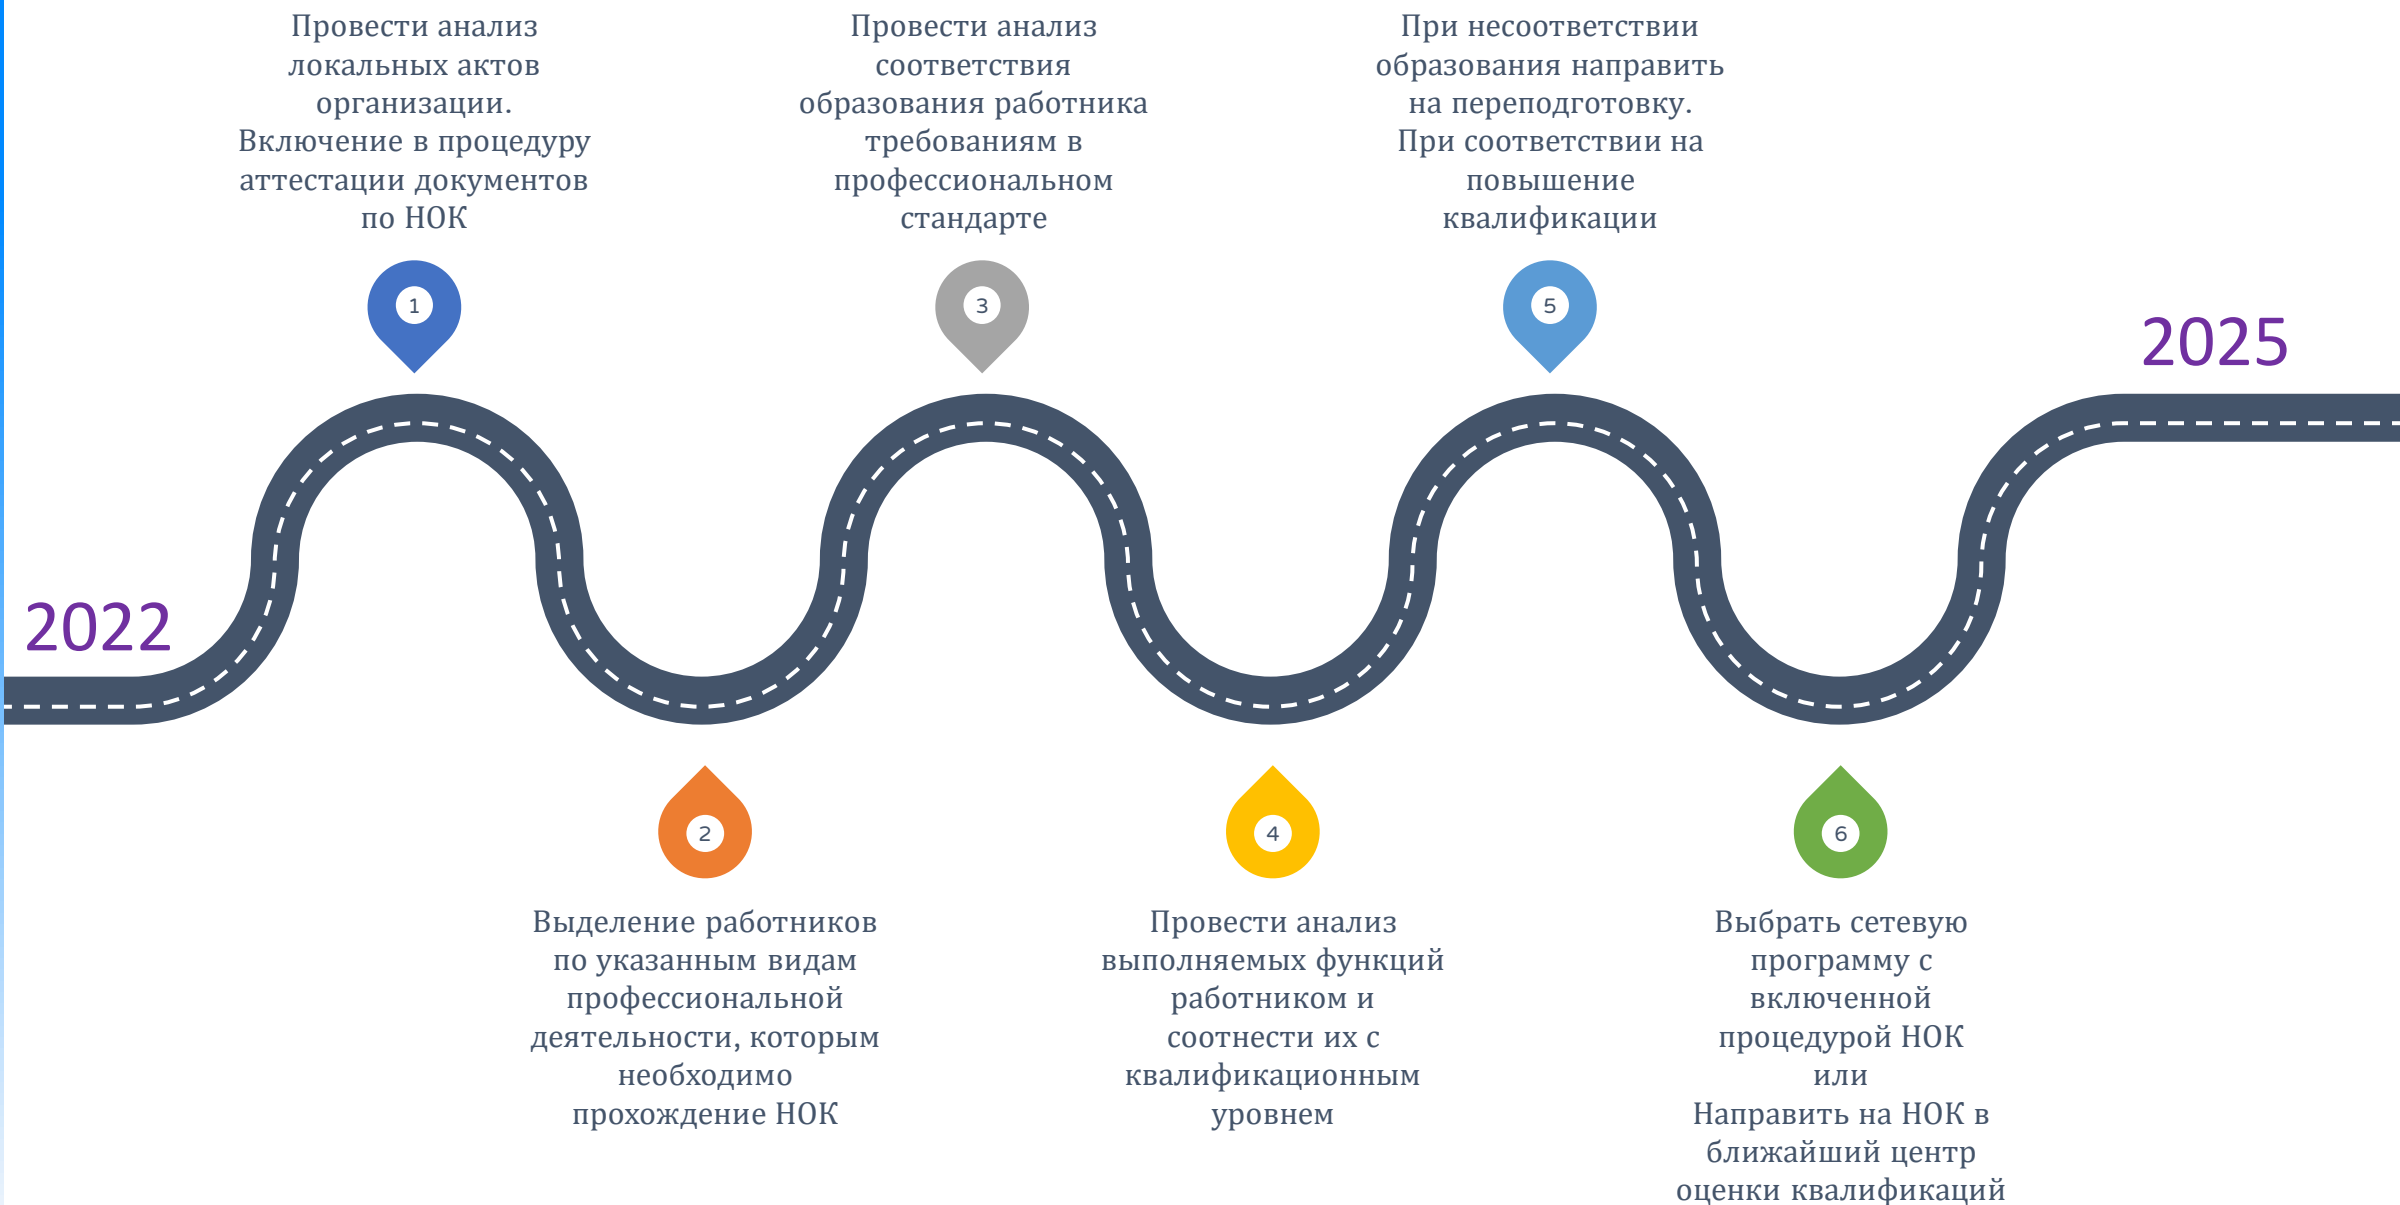 Провести анализ
локальных актов
организации.
Включение в процедуру
аттестации документов
по НОК
1
Провести анализ
соответствия
образования работника
требованиям в
профессиональном
стандарте
3
При несоответствии
образования направить
на переподготовку.
При соответствии на
повышение
квалификации
5
2025
2022
2
Выделение работников
по указанным видам
профессиональной
деятельности, которым
необходимо
прохождение НОК
4
Провести анализ
выполняемых функций
работником и
соотнести их с
квалификационным
уровнем
6
Выбрать сетевую
программу с
включенной
процедурой НОК
или
Направить на НОК в
ближайший центр
оценки квалификаций